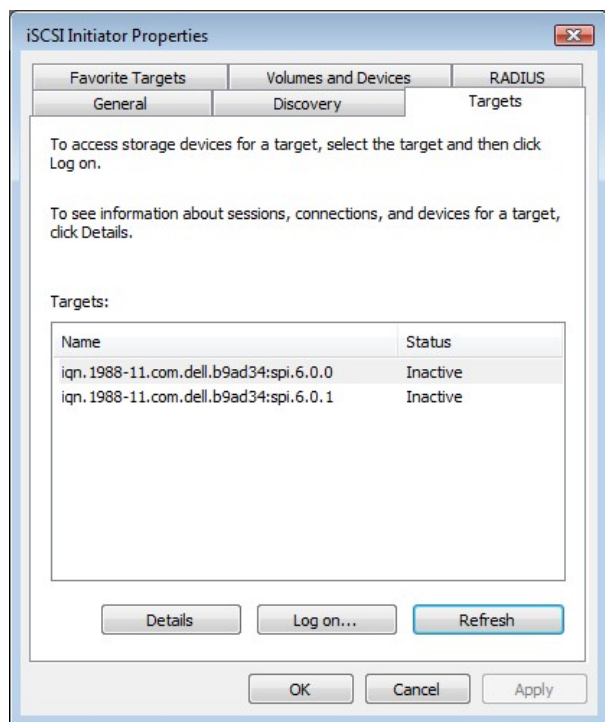 iSCSI Initiator Properties
Favorite Targets Volumes and Devices RADIUS
General Discovery Targets
To access storage devices for a target, select the target and then click
Log on.
To see information about sessions, connections, and devices for a target,
click Details.
Targets:
Name Status
iqn.1988-11.com.dell.b9ad34:spi.6.0.0 Inactive
iqn.1988-11.com.dell.b9ad34:spi.6.0.1 Inactive
Details Log on... Refresh
OK Cancel Apply